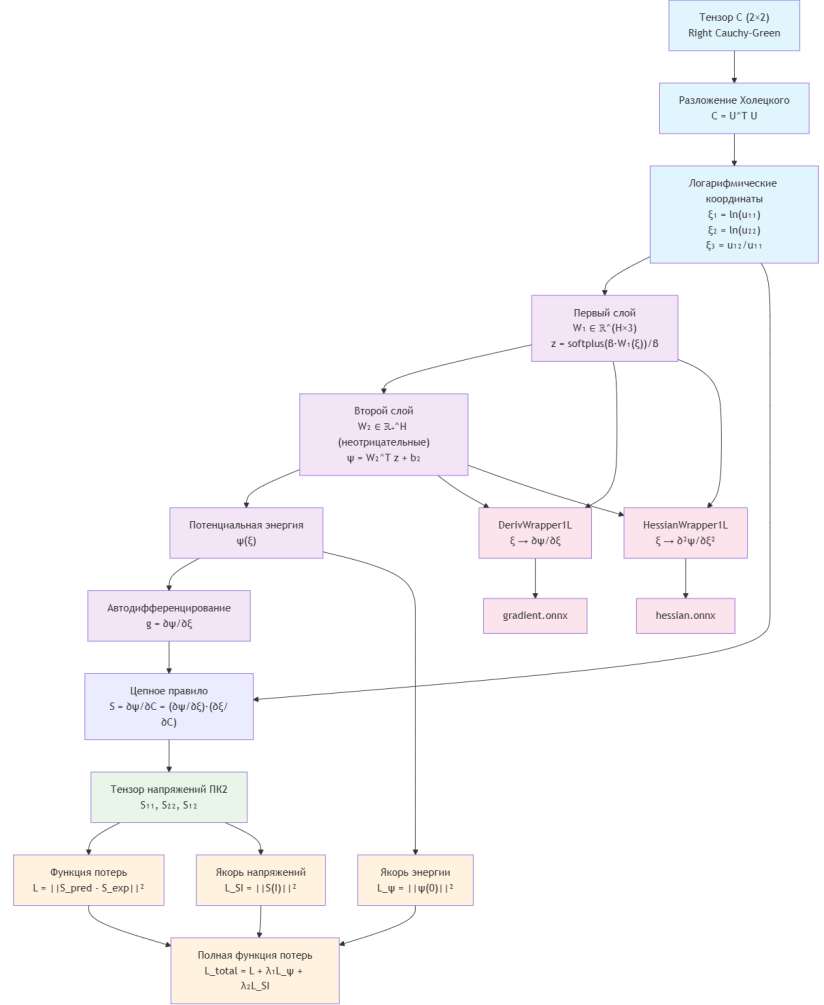 Тензор C (2×2)
Right Cauchy-Green
Разложение Холецкого
C = U^T U
Логарифмические
координаты
ξ₁ = ln(u₁₁)
ξ₂ = ln(u₂₂)
ξ₃ = u₁₂/u₁₁
Первый слой
W₁ ∈ ℝ^(H×3)
z = softplus(β·W₁(ξ))/β
Второй слой
W₂ ∈ ℝ₊^H
(неотрицательные)
ψ = W₂^T z + b₂
Потенциальная энергия
ψ(ξ)
DerivWrapper1L
ξ → ∂ψ/∂ξ
HessianWrapper1L
ξ → ∂²ψ/∂ξ²
Автодифференцирование
g = ∂ψ/∂ξ
gradient.onnx
hessian.onnx
Цепное правило
S = ∂ψ/∂C = (∂ψ/∂ξ)·(∂ξ/
∂C)
Тензор напряжений ПК2
S₁₁, S₂₂, S₁₂
Функция потерь
L = ||S_pred - S_exp||²
Якорь напряжений
L_SI = ||S(I)||²
Якорь энергии
L_ψ = ||ψ(0)||²
Полная функция потерь
L_total = L + λ₁L_ψ +
λ₂L_SI